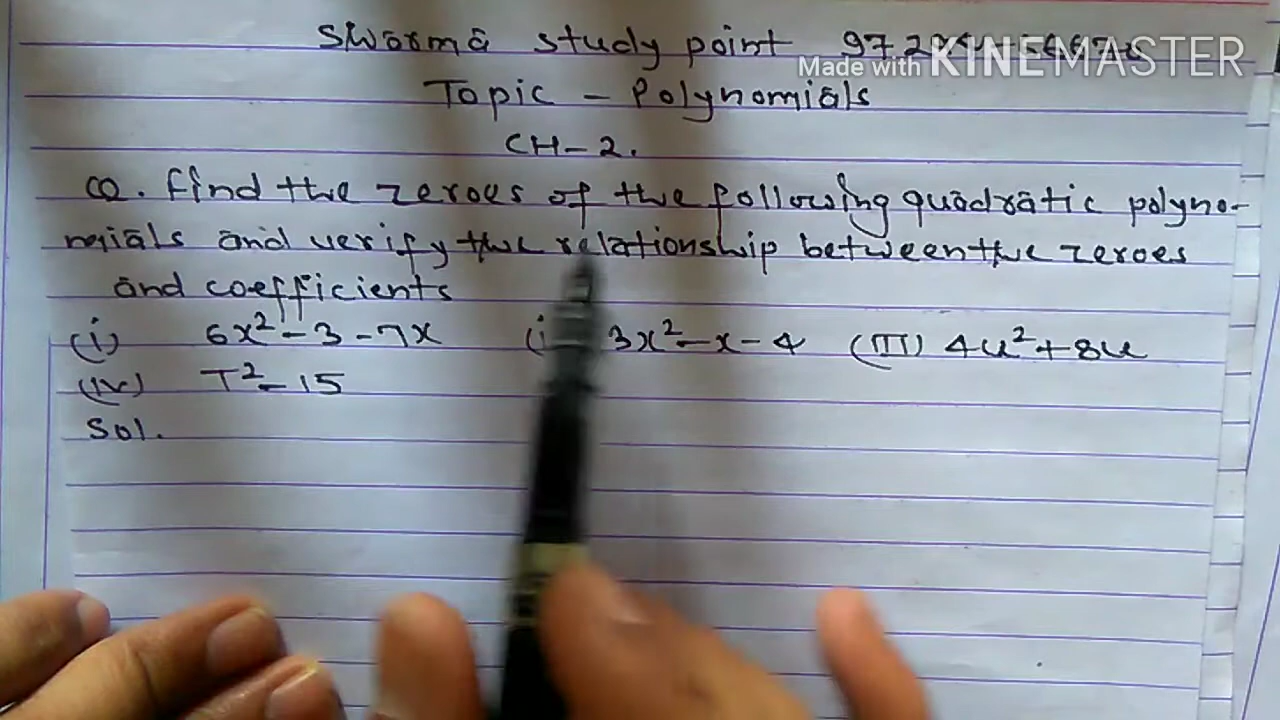 Swarma study point
Made with KINEMASTER
Topic - Polynomials
CH-2.
Q. Find the zeroes of the following quadratic polyno-
mials and verify the relationship between the zeroes
and coefficients
(i) 6x²-3-7x 3x²-x-4 (III) 4u²+8u
(IV) T²-15
Sol.